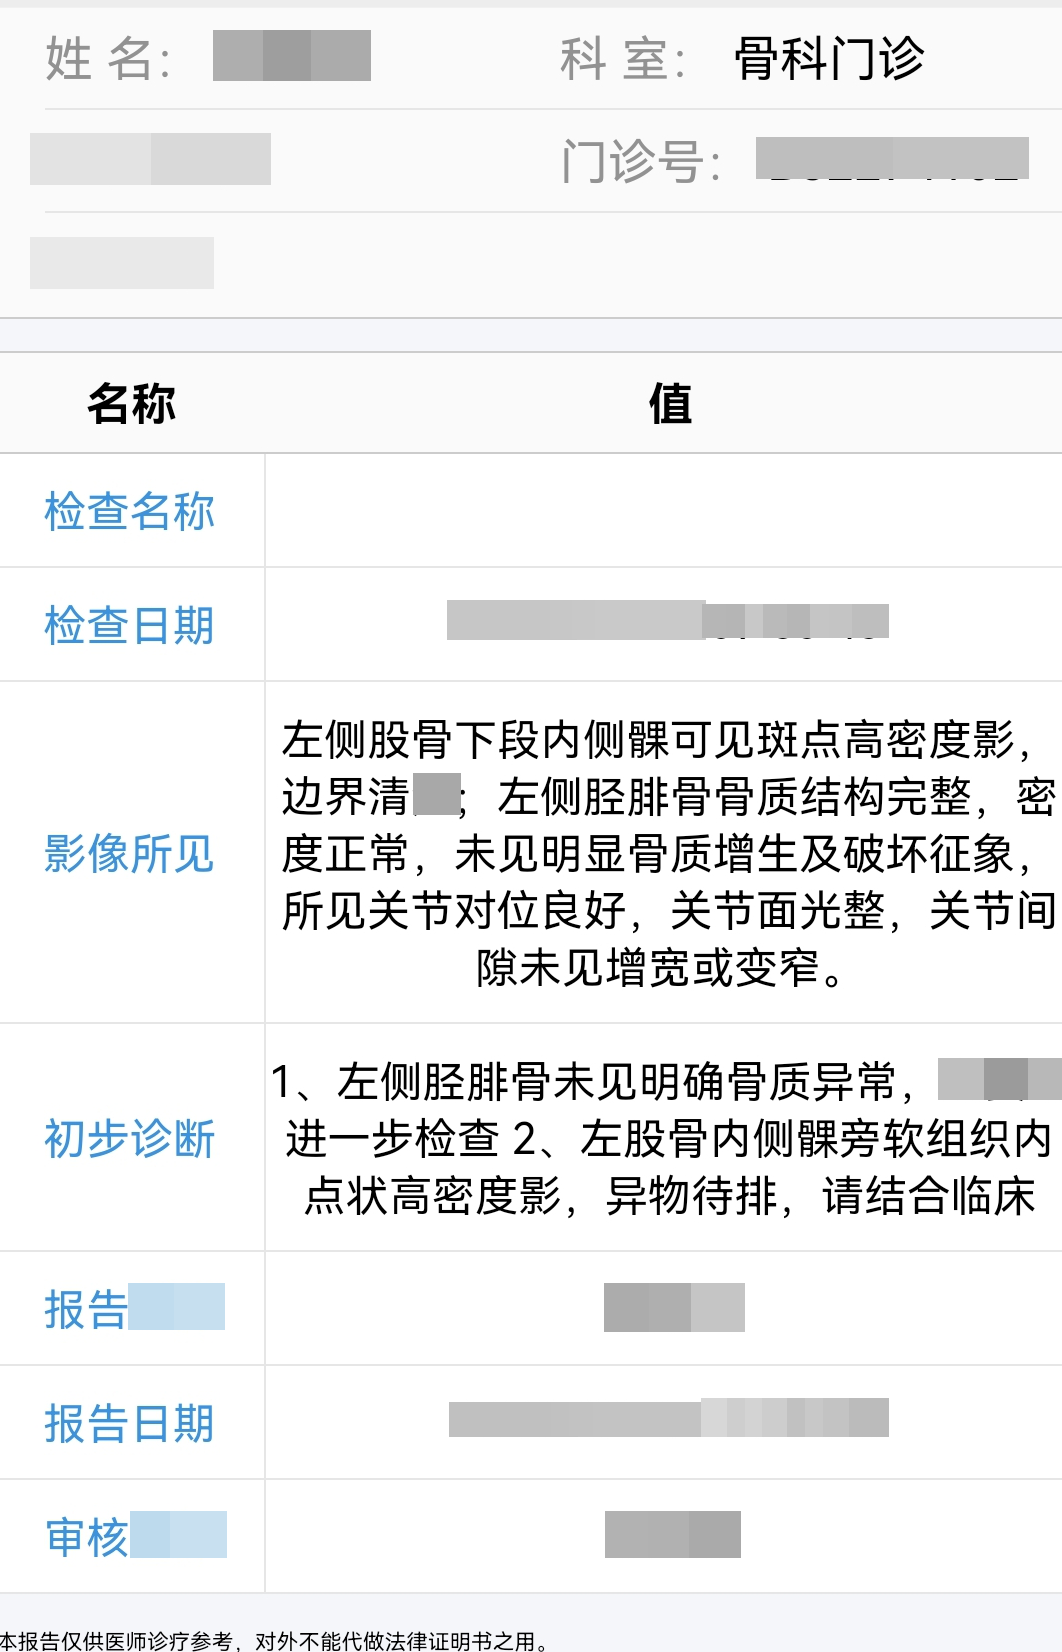 姓 名： 科 室： 骨科门诊
门诊号：
名称 值
检查名称
检查日期
左侧股骨下段内侧髁可见斑点高密度影，
边界清；左侧胫腓骨骨质结构完整，密
影像所见 度正常，未见明显骨质增生及破坏征象，
所见关节对位良好，关节面光整，关节间
隙未见增宽或变窄。
1、左侧胫腓骨未见明确骨质异常，
初步诊断 进一步检查 2、左股骨内侧髁旁软组织内
点状高密度影，异物待排，请结合临床
报告
报告日期
审核
本报告仅供医师诊疗参考，对外不能代做法律证明书之用。